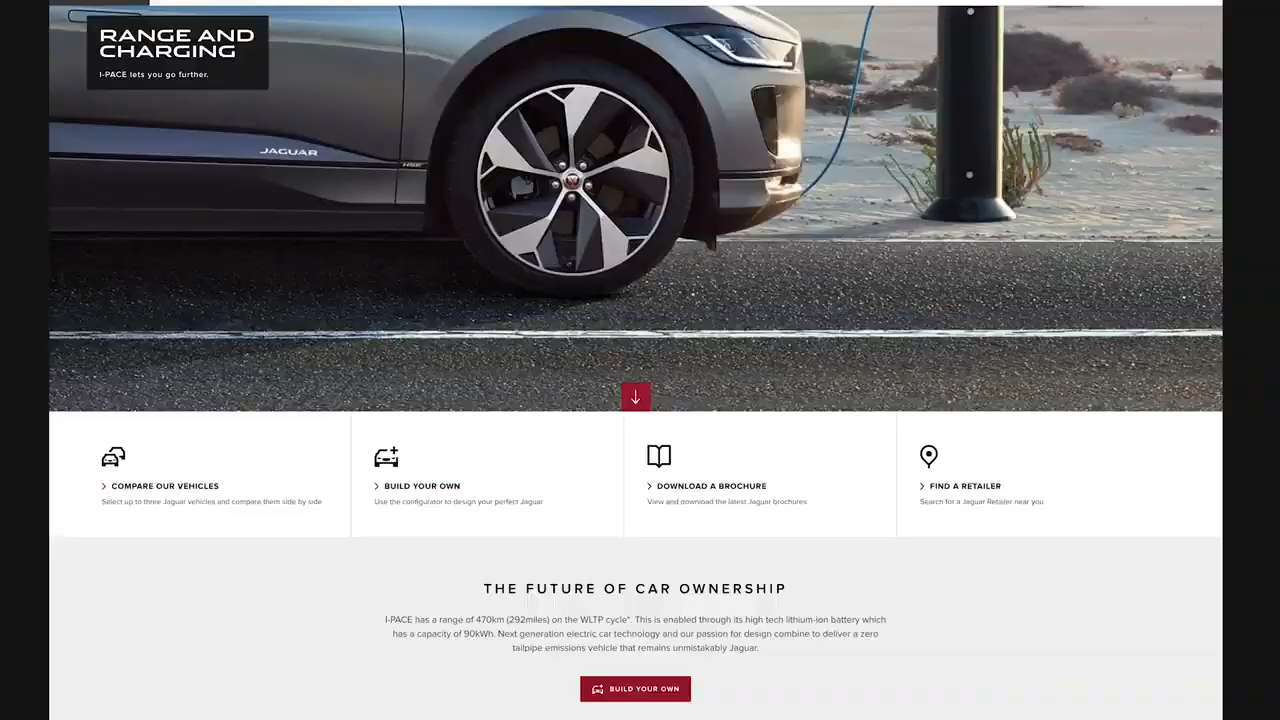 RANGE AND
CHARGING
I-PACE lets you go further.
JAGUAR
HSE
COMPARE OUR VEHICLES
Select up to three Jaguar vehicles and compare them side by side
BUILD YOUR OWN
Use the configurator to design your perfect Jaguar
DOWNLOAD A BROCHURE
View and download the latest Jaguar brochures
FIND A RETAILER
Search for a Jaguar Retailer near you
THE FUTURE OF CAR OWNERSHIP
I-PACE has a range of 470km (292miles) on the WLTP cycle*. This is enabled through its high tech lithium-ion battery which
has a capacity of 90kWh. Next generation electric car technology and our passion for design combine to deliver a zero
tailpipe emissions vehicle that remains unmistakably Jaguar.
BUILD YOUR OWN